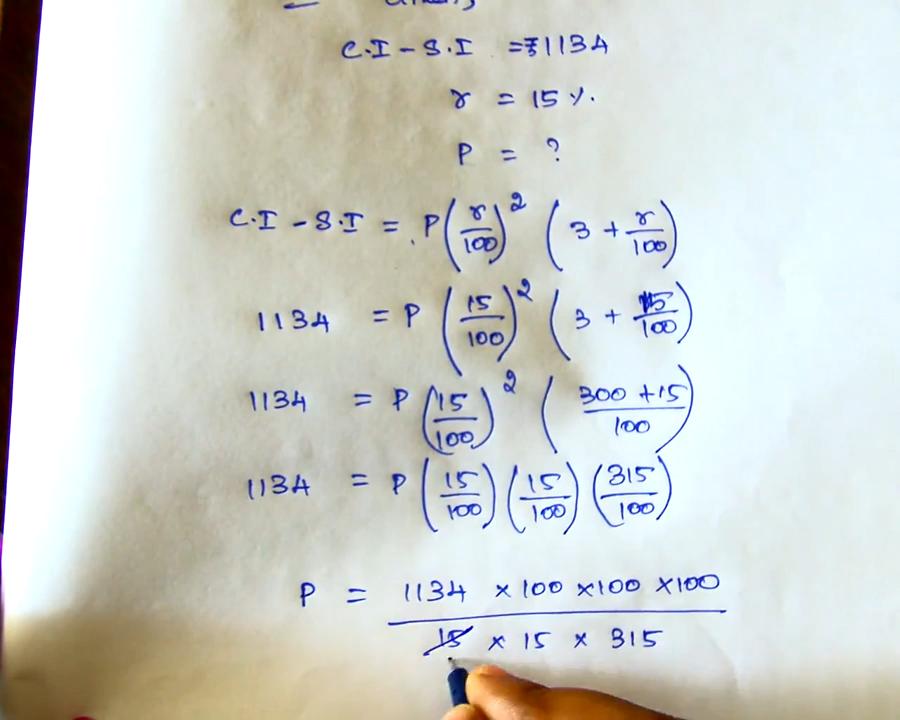 C.I - S.I = ₹1134
r = 15 %.
P = ?
C.I - S.I = P(r/100)² (3 + r/100)
1134 = P (15/100)² (3 + 15/100)
1134 = P (15/100)² (300 + 15/100)
1134 = P (15/100) (15/100) (315/100)
P = 1134 × 100 × 100 × 100 / 15 × 15 × 315